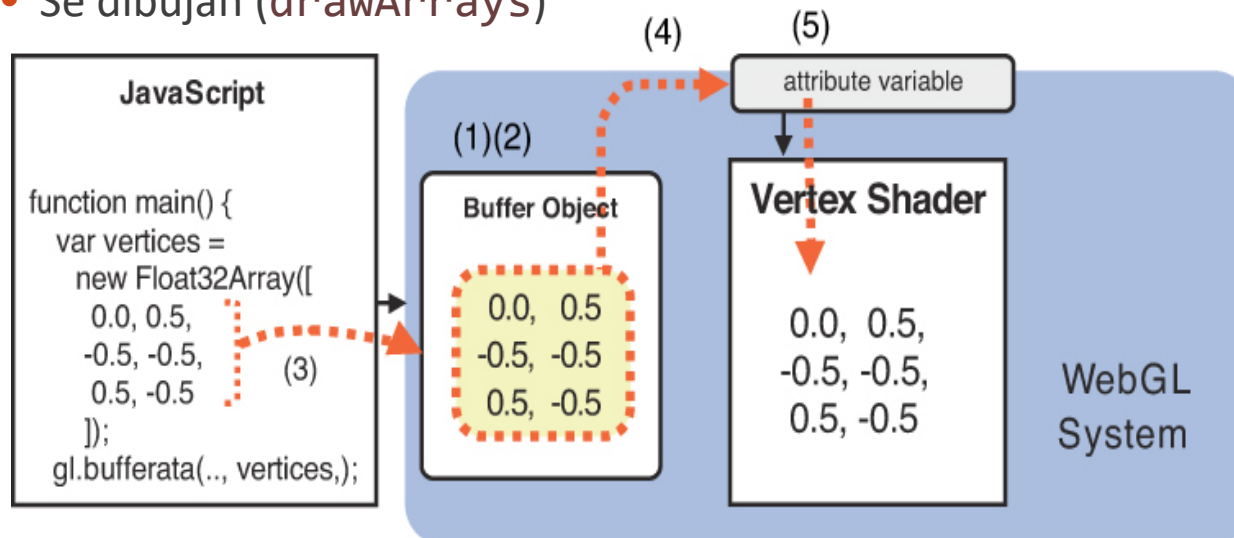 • Se dibujan (drawArrays)
(4)
(5)
JavaScript
function main() {
var vertices =
new Float32Array([
0.0, 0.5,
-0.5, -0.5,
0.5, -0.5
]);
gl.bufferata(.., vertices,);
(3)
(1)(2)
Buffer Object
0.0, 0.5
-0.5, -0.5
0.5, -0.5
attribute variable
Vertex Shader
0.0, 0.5,
-0.5, -0.5,
0.5, -0.5
WebGL
System